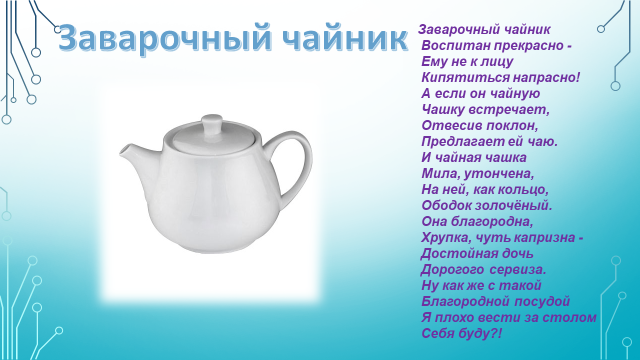 Заварочный чайник
Заварочный чайник
Воспитан прекрасно -
Ему не к лицу
Кипятиться напрасно!
А если он чайную
Чашку встречает,
Отвесив поклон,
Предлагает ей чаю.
И чайная чашка
Мила, утончена,
На ней, как кольцо,
Ободок золочёный.
Она благородна,
Хрупка, чуть капризна -
Достойная дочь
Дорогого сервиза.
Ну как же с такой
Благородной посудой
Я плохо вести за столом
Себя буду?!